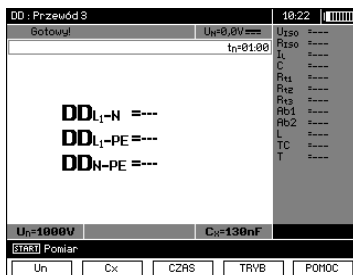 DD : Przewód 3 10:22
Gotowy! UN=0,0V
tn=01:00
DDL1-N =---
DDL1-PE=---
DDN-PE=---
UISO =----
RISO =----
IL =----
C =----
Rt1 =----
Rt2 =----
Rt3 =----
Ab1 =----
Ab2 =----
L =----
TC =----
T =----
Un=1000V Cx=130nF
START Pomiar
Un Cx CZAS TRYB POMOC